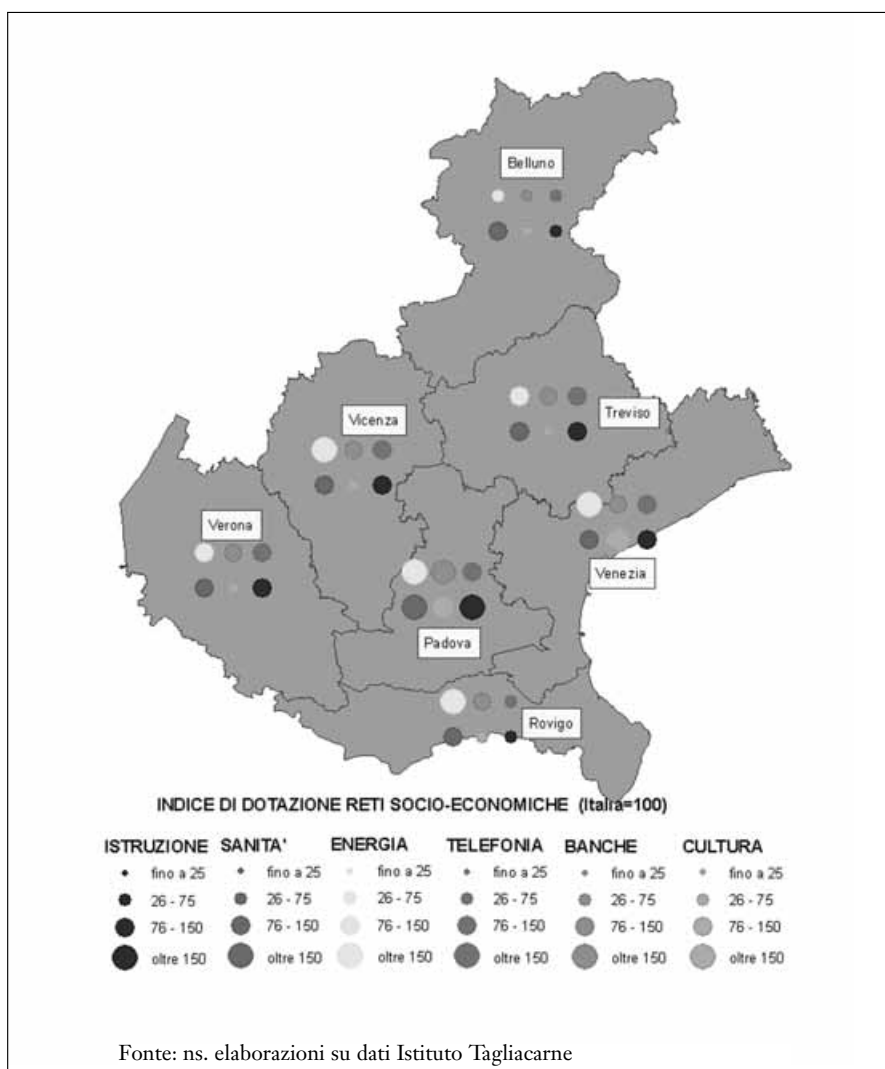 Belluno
Treviso
Vicenza
Verona
Venezia
Padova
Rovigo
INDICE DI DOTAZIONE RETI SOCIO-ECONOMICHE (Italia=100)
ISTRUZIONE SANITA' ENERGIA TELEFONIA BANCHE CULTURA
fino a 25 fino a 25 fino a 25 fino a 25 fino a 25 fino a 25
26 - 75 26 - 75 26 - 75 26 - 75 26 - 75 26 - 75
76 - 150 76 - 150 76 - 150 76 - 150 76 - 150 76 - 150
oltre 150 oltre 150 oltre 150 oltre 150 oltre 150 oltre 150
Fonte: ns. elaborazioni su dati Istituto Tagliacarne